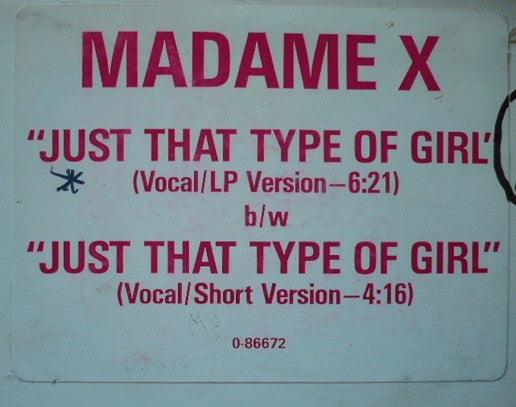 MADAME X
"JUST THAT TYPE OF GIRL"
(Vocal/LP Version–6:21)
b/w
"JUST THAT TYPE OF GIRL"
(Vocal/Short Version–4:16)
0-86672